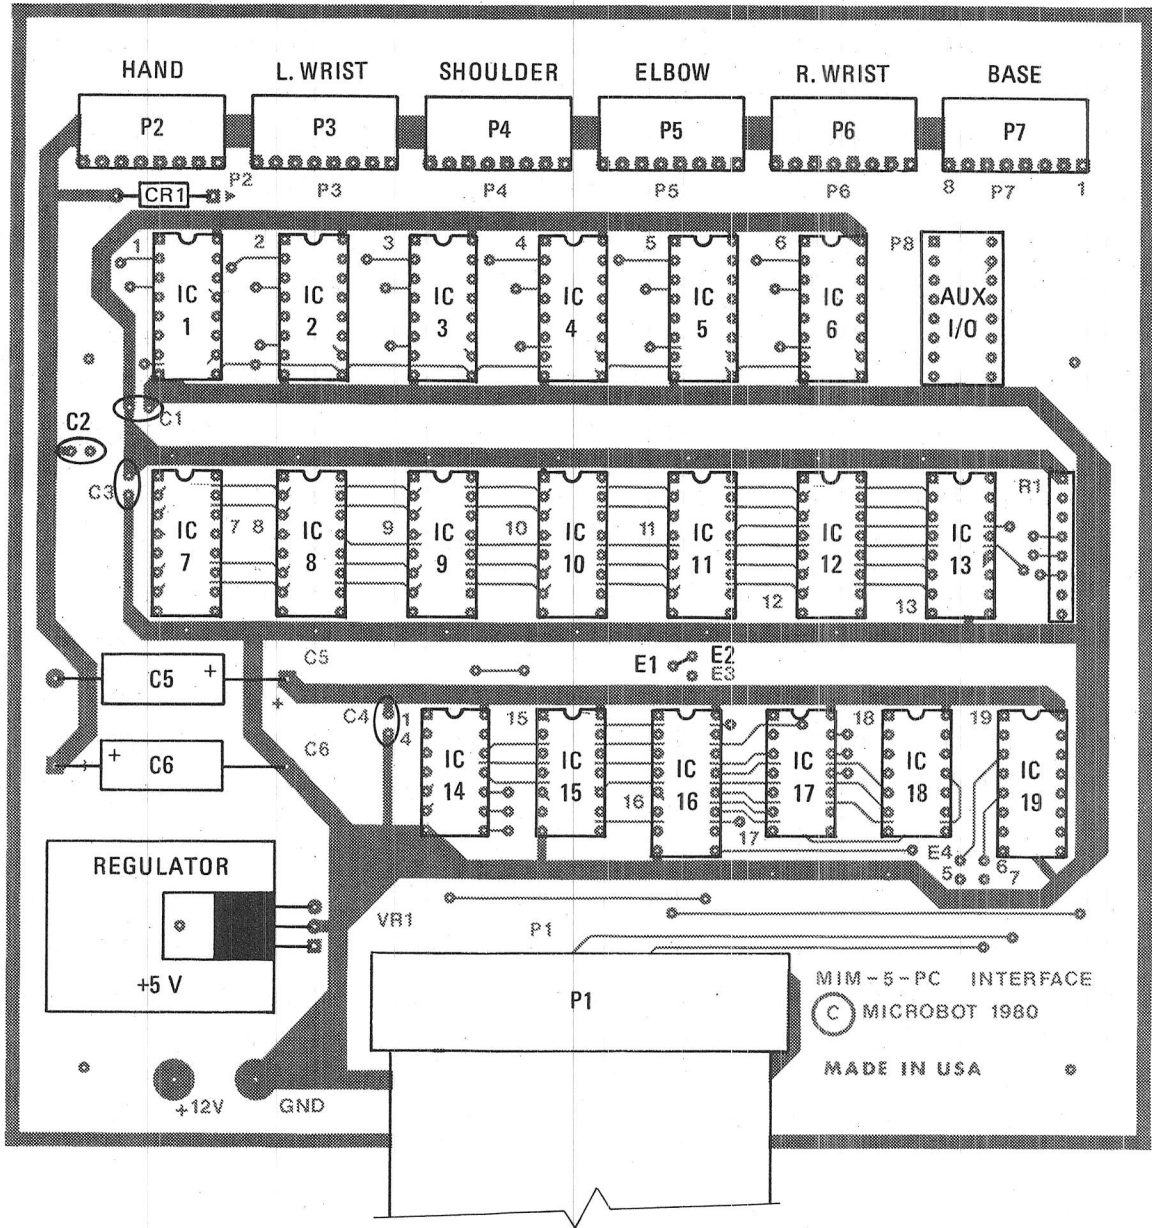 HAND L. WRIST SHOULDER ELBOW R. WRIST BASE
P2 P3 P4 P5 P6 P7
CR1 P2 P3 P4 P5 P6 8 P7 1
1 2 3 4 5 6 P8
IC 1 IC 2 IC 3 IC 4 IC 5 IC 6 AUX I/O
C1
C2
C3 R1
7 8 9 10 11
IC 7 IC 8 IC 9 IC 10 IC 11 IC 12 IC 13
12 13
C5 + C5 + E1 E2 E3
C4 1 4 15 18 19
C6 + C6
IC 14 IC 15 IC 16 IC 17 IC 18 IC 19
16 17 E4 5 6 7
REGULATOR
+5 V
VR1 P1
P1
MIM-5-PC INTERFACE
C MICROBOT 1980
MADE IN USA
+12V GND